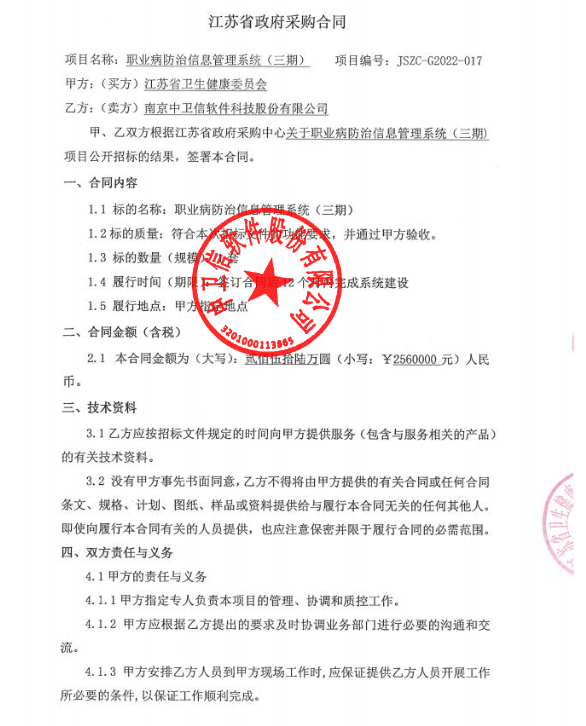 江苏省政府采购合同
项目名称：职业病防治信息管理系统（三期） 项目编号：JSZC-G2022-017
甲方：（买方）江苏省卫生健康委员会
乙方：（卖方）南京中卫信软件科技股份有限公司
甲、乙双方根据江苏省政府采购中心关于职业病防治信息管理系统（三期）
项目公开招标的结果，签署本合同。
一、合同内容
1.1 标的名称：职业病防治信息管理系统（三期）
1.2 标的质量：符合本次招标文件的功能要求，并通过甲方验收。
1.3 标的数量（规模）：套
1.4 履行时间（期限）：签订合同后12个月内完成系统建设
1.5 履行地点：甲方指定地点
二、合同金额（含税）
2.1 本合同金额为（大写）：贰佰伍拾陆万圆（小写：￥2560000 元）人民
币。
三、技术资料
3.1 乙方应按招标文件规定的时间向甲方提供服务（包含与服务相关的产品）
的有关技术资料。
3.2 没有甲方事先书面同意，乙方不得将由甲方提供的有关合同或任何合同
条文、规格、计划、图纸、样品或资料提供给与履行本合同无关的任何其他人。
即使向履行本合同有关的人员提供，也应注意保密并限于履行合同的必需范围。
四、双方责任与义务
4.1 甲方的责任与义务
4.1.1 甲方指定专人负责本项目的管理、协调和质控工作。
4.1.2 甲方应根据乙方提出的要求及时协调业务部门进行必要的沟通和交
流。
4.1.3 甲方安排乙方人员到甲方现场工作时，应保证提供乙方人员开展工作
所必要的条件，以保证工作顺利完成。
中卫信软件股份有限公司
3201000113865
省卫生健